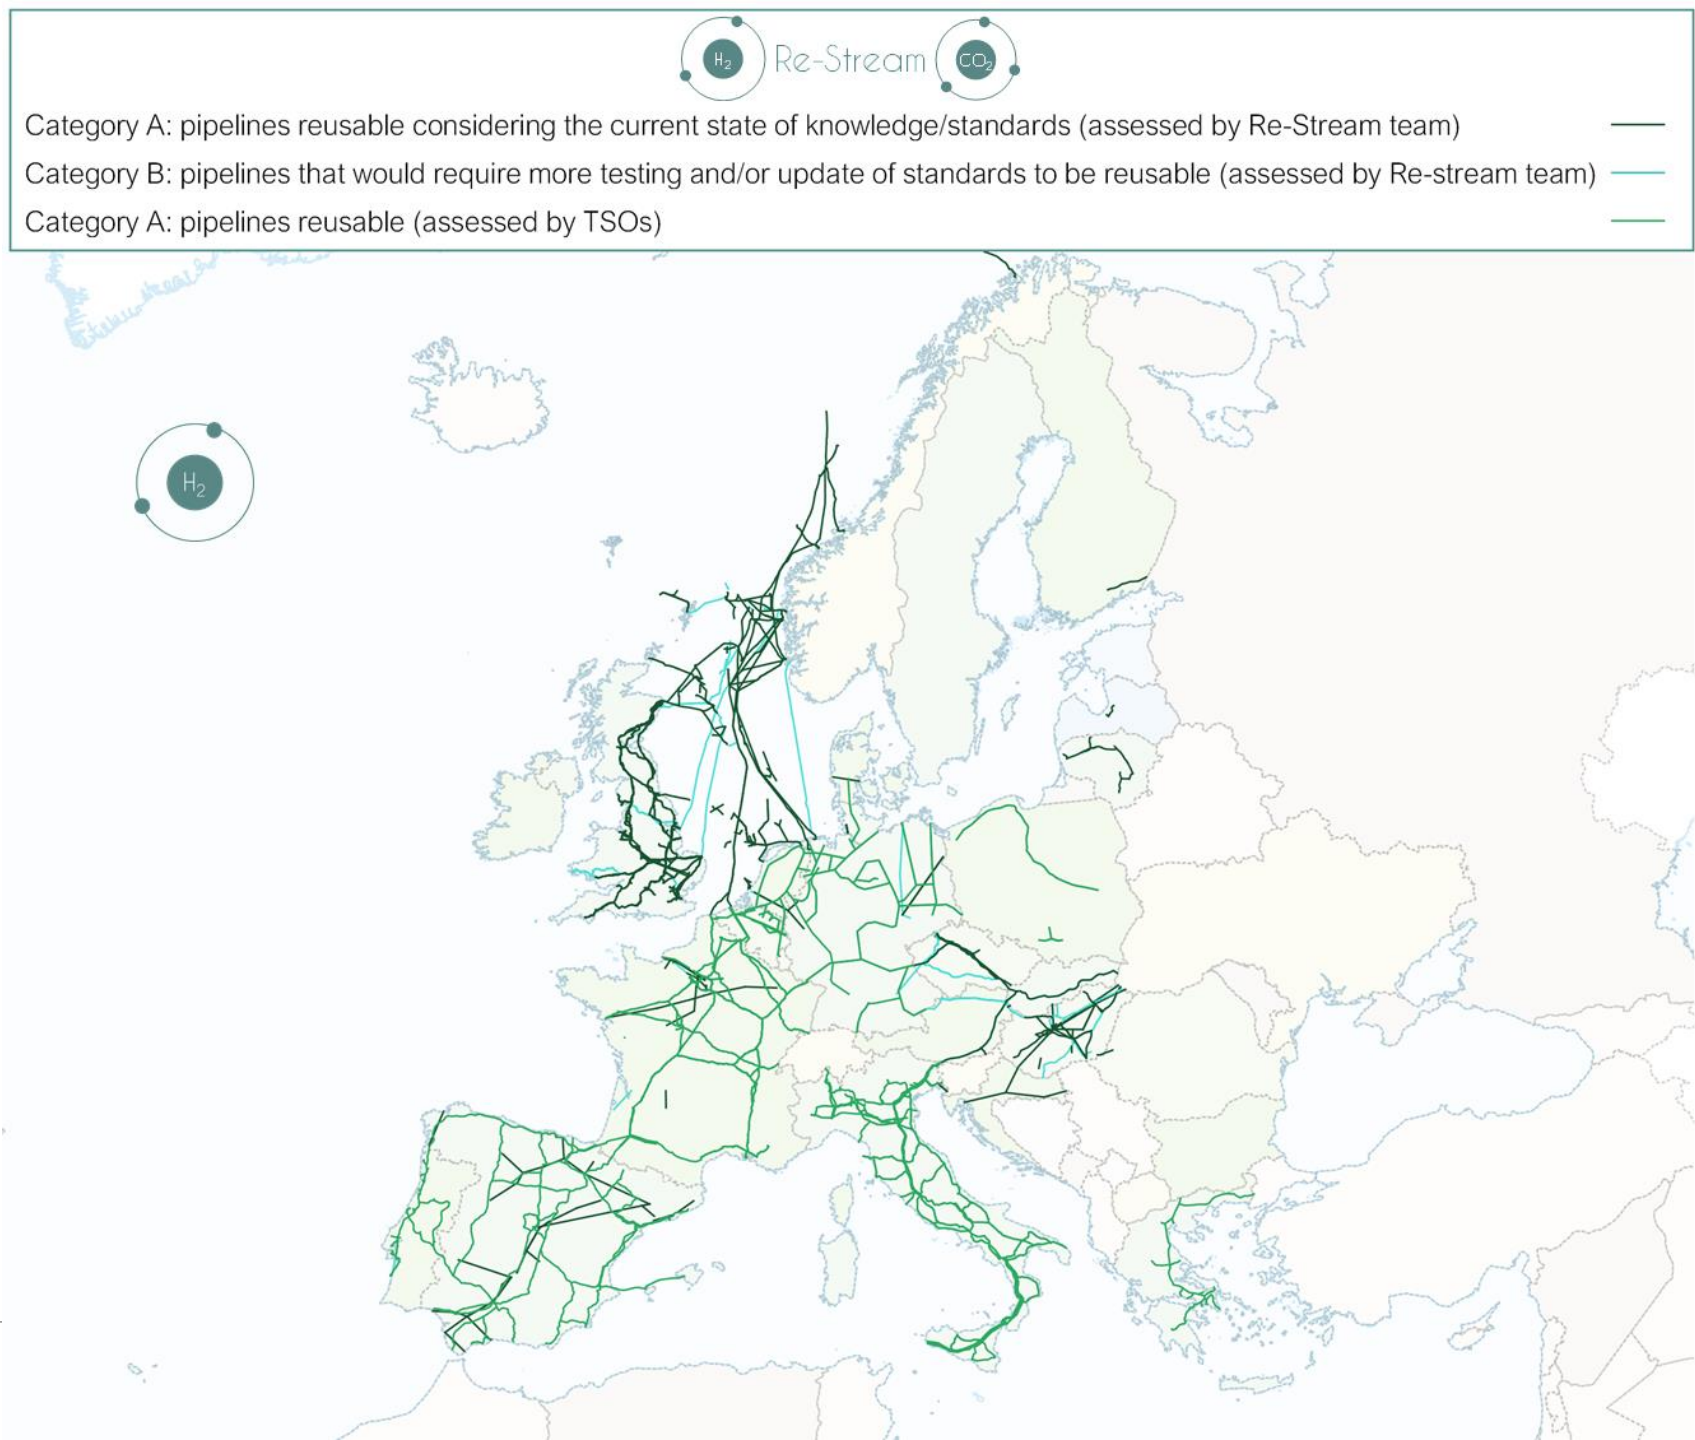 H₂ Re-Stream CO₂
Category A: pipelines reusable considering the current state of knowledge/standards (assessed by Re-Stream team)
Category B: pipelines that would require more testing and/or update of standards to be reusable (assessed by Re-stream team)
Category A: pipelines reusable (assessed by TSOs)
H₂